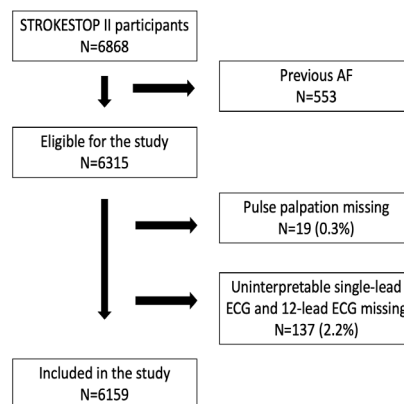 STROKESTOP II participants
N=6868
Previous AF
N=553
Eligible for the study
N=6315
Pulse palpation missing
N=19 (0.3%)
Uninterpretable single-lead
ECG and 12-lead ECG missing
N=137 (2.2%)
Included in the study
N=6159